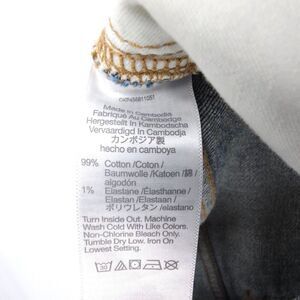 Made in Cambodia
Fabriqué Au Cambodge
Hergestellt In Kambodscha
Vervaardigd In Cambodja
カンボジア製
hecho en camboya
99% Cotton / Coton /
Baumwolle / Katoen / 綿 /
algodón
1% Elastane / Élasthanne /
Elastan / Elastaan /
ポリウレタン / elastano
Turn Inside Out. Machine
Wash Cold With Like Colors.
Non-Chlorine Bleach Only.
Tumble Dry Low. Iron On
Lowest Setting.